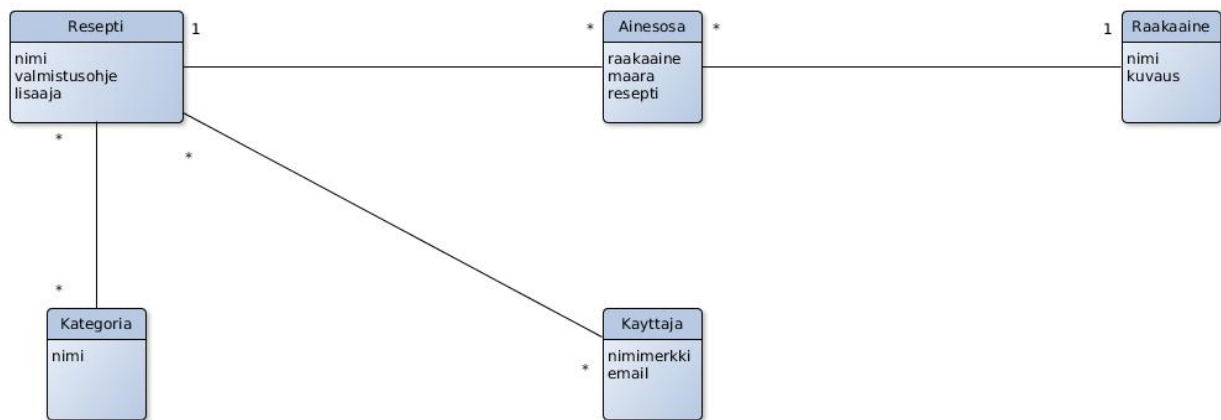 Resepti
nimi
valmistusohje
lisaaja
1
*
Ainesosa
raakaaine
maara
resepti
*
1
Raakaaine
nimi
kuvaus
*
*
*
Kategoria
nimi
*
Kayttaja
nimimerkki
email